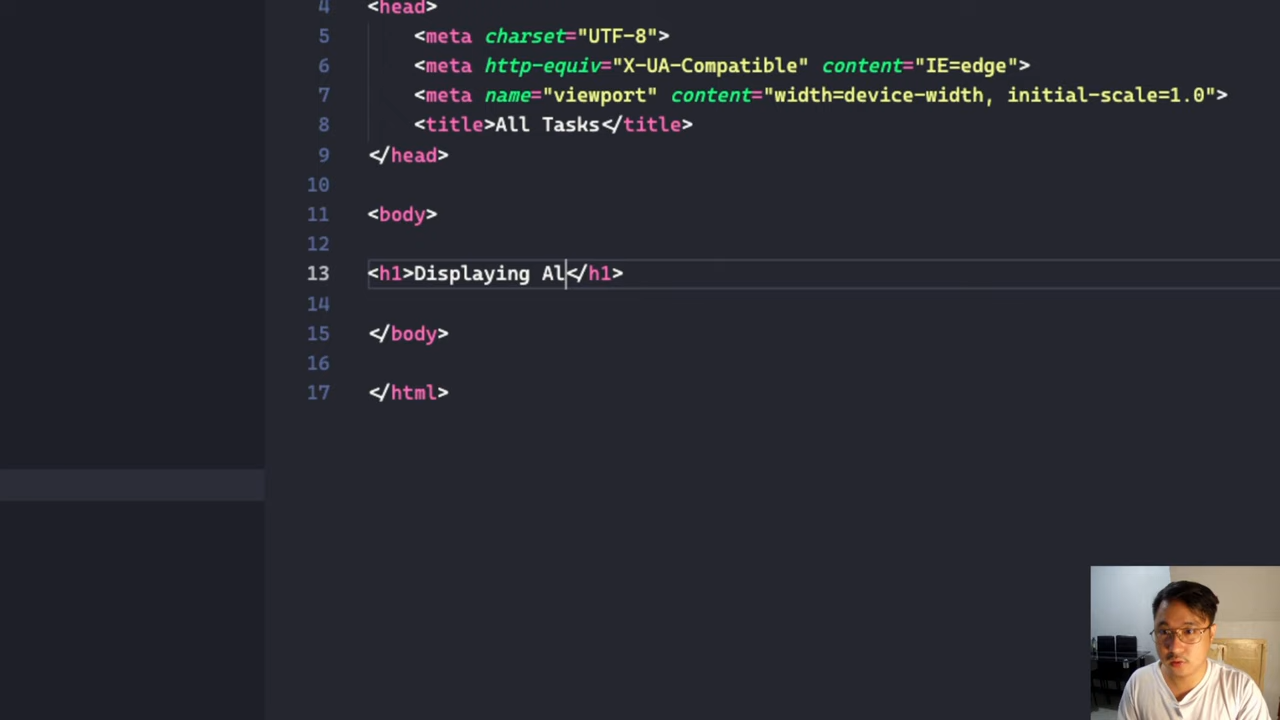 4 <head>
5 <meta charset="UTF-8">
6 <meta http-equiv="X-UA-Compatible" content="IE=edge">
7 <meta name="viewport" content="width=device-width, initial-scale=1.0">
8 <title>All Tasks</title>
9 </head>
10
11 <body>
12
13 <h1>Displaying Al</h1>
14
15 </body>
16
17 </html>